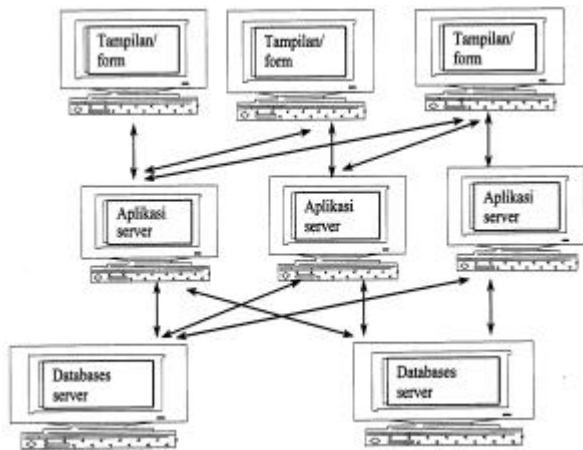 Tampilan/
form
Tampilan/
form
Tampilan/
form
Aplikasi
server
Aplikasi
server
Aplikasi
server
Databases
server
Databases
server